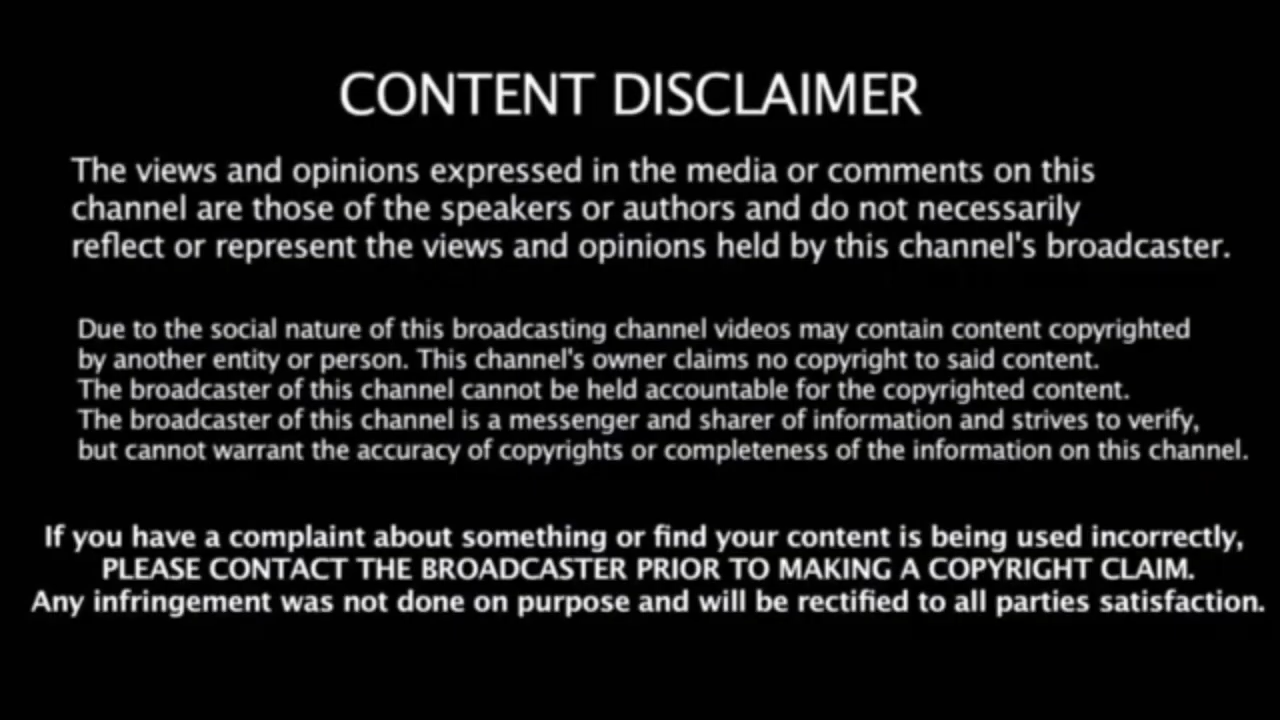 CONTENT DISCLAIMER
The views and opinions expressed in the media or comments on this
channel are those of the speakers or authors and do not necessarily
reflect or represent the views and opinions held by this channel's broadcaster.
Due to the social nature of this broadcasting channel videos may contain content copyrighted
by another entity or person. This channel's owner claims no copyright to said content.
The broadcaster of this channel cannot be held accountable for the copyrighted content.
The broadcaster of this channel is a messenger and sharer of information and strives to verify,
but cannot warrant the accuracy of copyrights or completeness of the information on this channel.
If you have a complaint about something or find your content is being used incorrectly,
PLEASE CONTACT THE BROADCASTER PRIOR TO MAKING A COPYRIGHT CLAIM.
Any infringement was not done on purpose and will be rectified to all parties satisfaction.